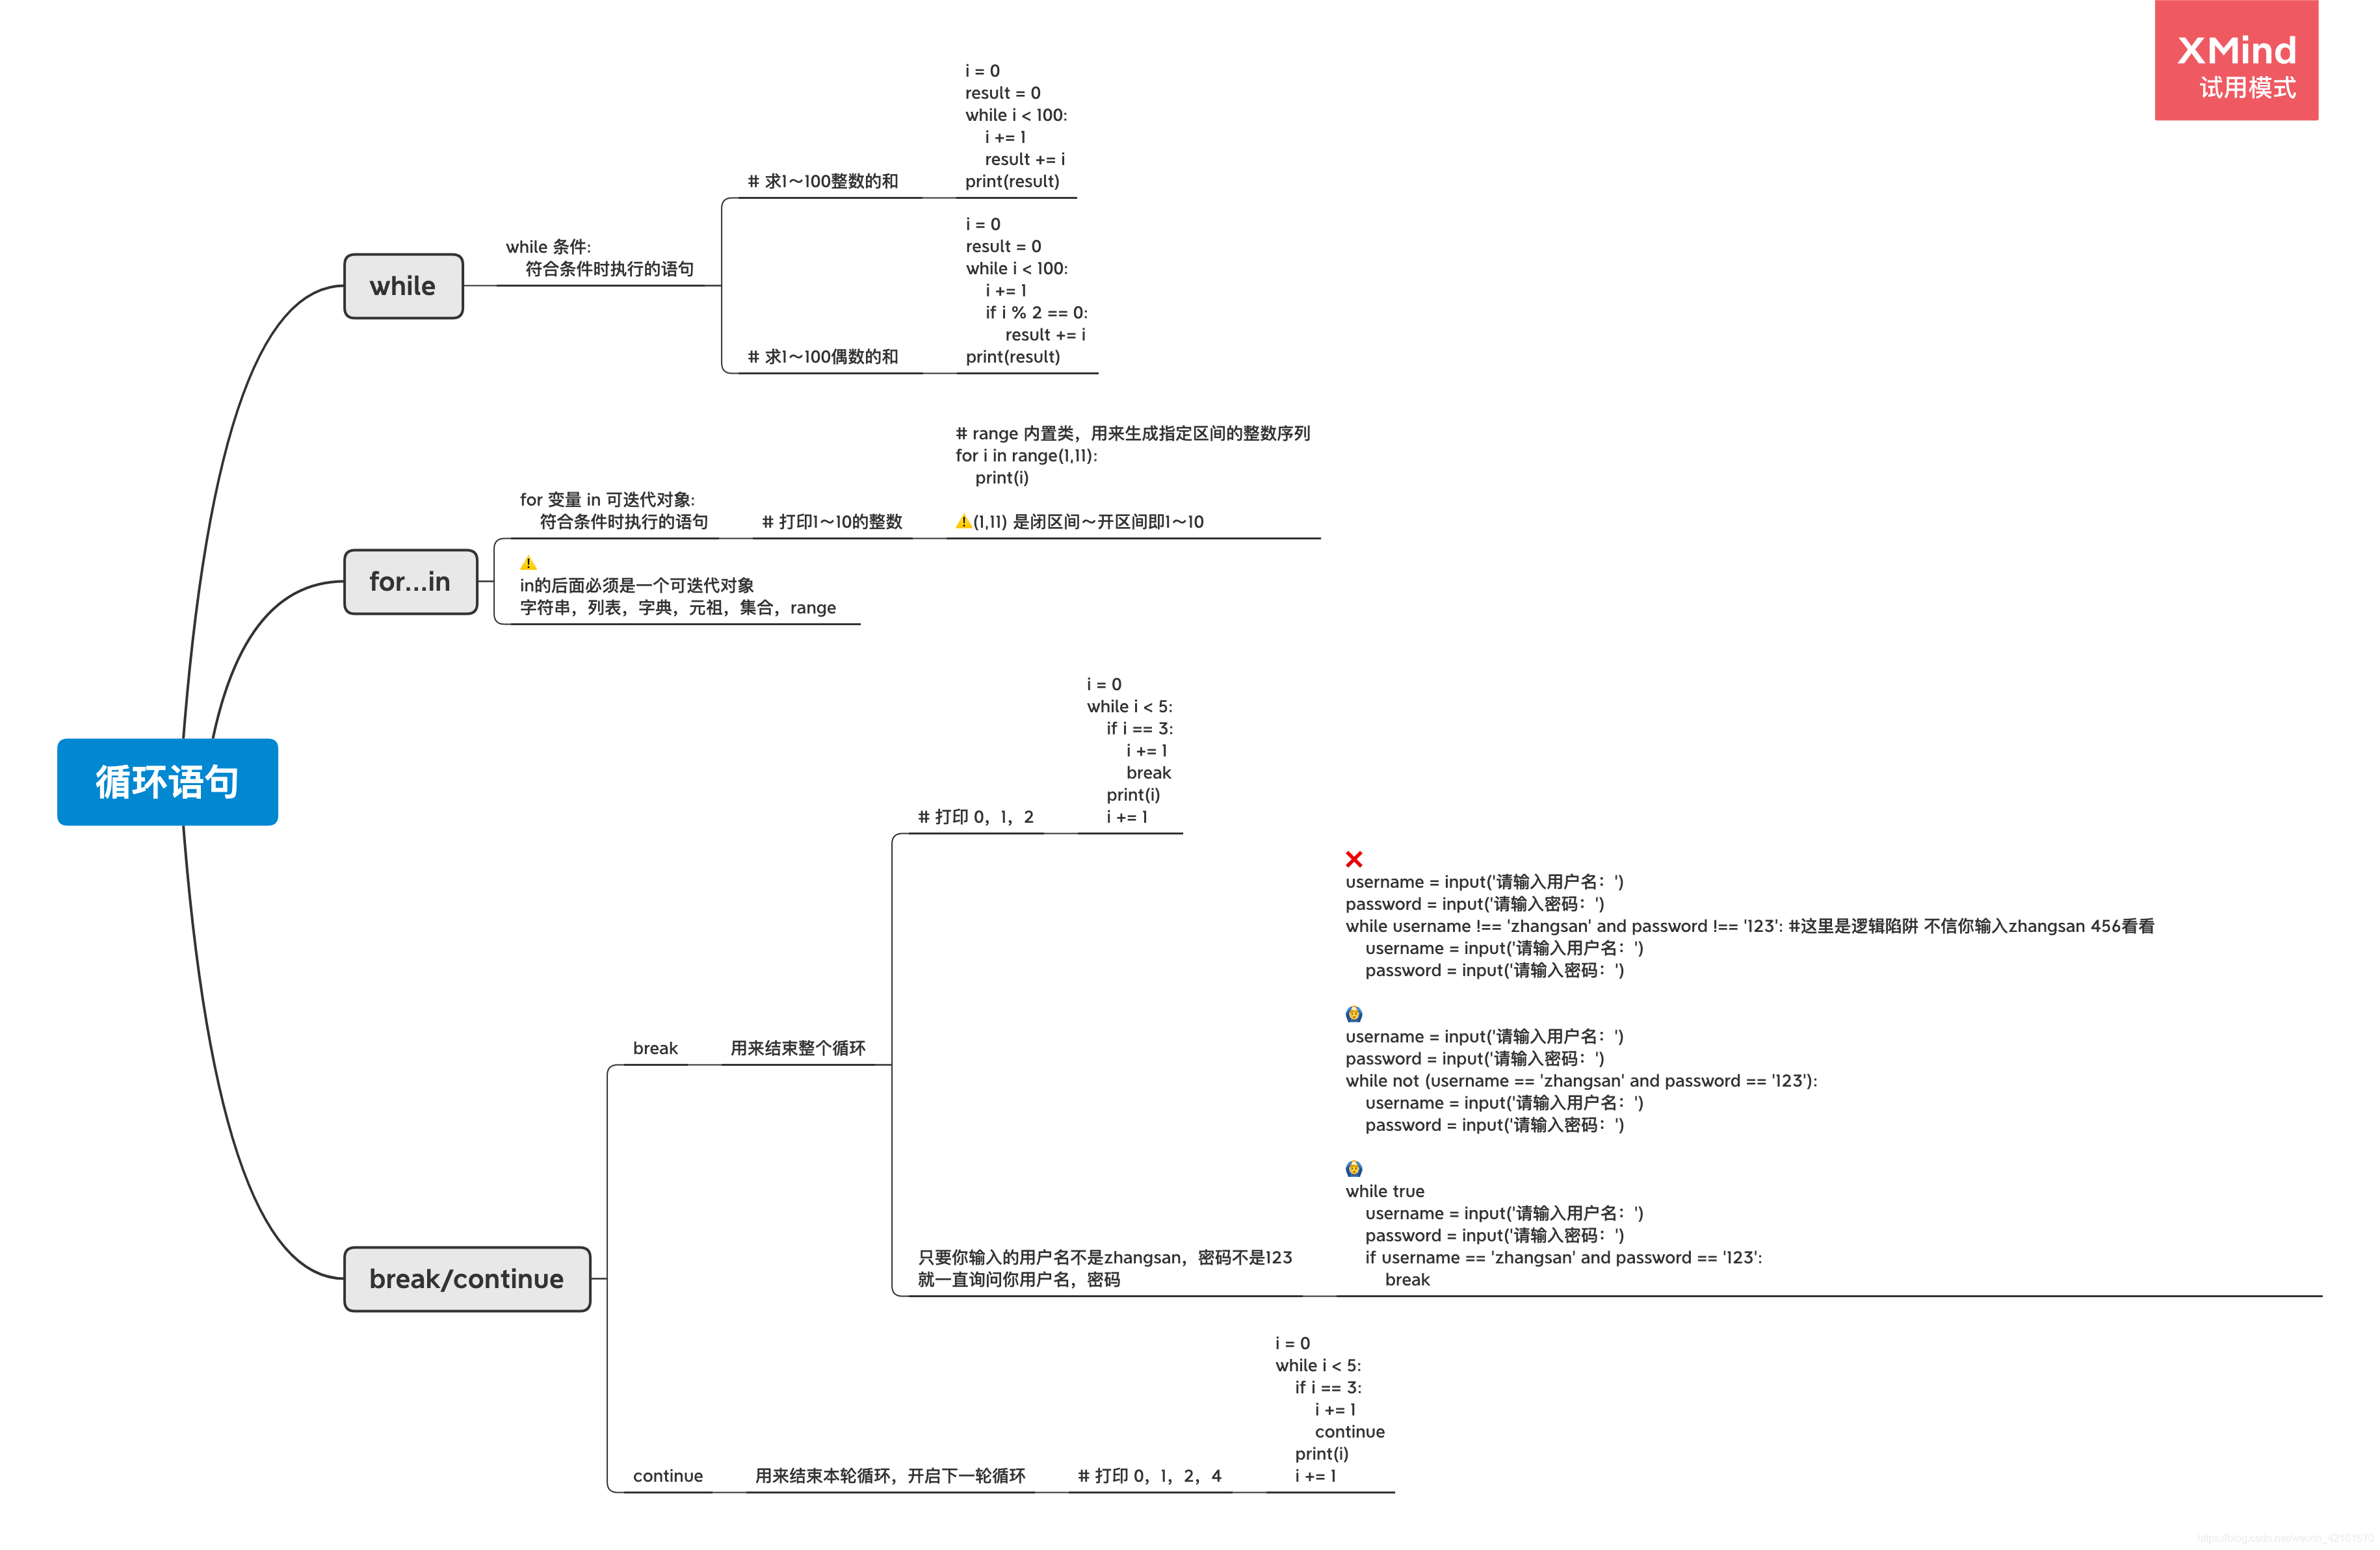 XMind
试用模式
循环语句
while
while 条件:
    符合条件时执行的语句
# 求1～100整数的和
i = 0
result = 0
while i < 100:
    i += 1
    result += i
print(result)
# 求1～100偶数的和
i = 0
result = 0
while i < 100:
    i += 1
    if i % 2 == 0:
        result += i
print(result)
for...in
for 变量 in 可迭代对象:
    符合条件时执行的语句
# 打印1～10的整数
# range 内置类，用来生成指定区间的整数序列
for i in range(1,11):
    print(i)
⚠️(1,11) 是闭区间～开区间即1～10
⚠️
in的后面必须是一个可迭代对象
字符串，列表，字典，元祖，集合，range
break/continue
break
用来结束整个循环
# 打印 0，1，2
i = 0
while i < 5:
    if i == 3:
        i += 1
        break
    print(i)
    i += 1
只要你输入的用户名不是zhangsan，密码不是123
就一直询问你用户名，密码
❌
username = input('请输入用户名：')
password = input('请输入密码：')
while username !== 'zhangsan' and password !== '123': #这里是逻辑陷阱 不信你输入zhangsan 456看看
    username = input('请输入用户名：')
    password = input('请输入密码：')
🙆
username = input('请输入用户名：')
password = input('请输入密码：')
while not (username == 'zhangsan' and password == '123'):
    username = input('请输入用户名：')
    password = input('请输入密码：')
🙆
while true
    username = input('请输入用户名：')
    password = input('请输入密码：')
    if username == 'zhangsan' and password == '123':
        break
continue
用来结束本轮循环，开启下一轮循环
# 打印 0，1，2，4
i = 0
while i < 5:
    if i == 3:
        i += 1
        continue
    print(i)
    i += 1
https://blog.csdn.net/weixin_42161670